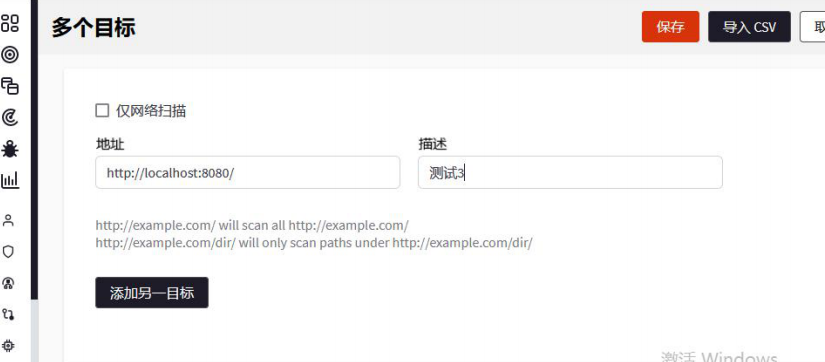 多个目标
保存
导入 CSV
取
仅网络扫描
地址
描述
http://localhost:8080/
测试3
http://example.com/ will scan all http://example.com/
http://example.com/dir/ will only scan paths under http://example.com/dir/
添加另一目标
激活 Windows